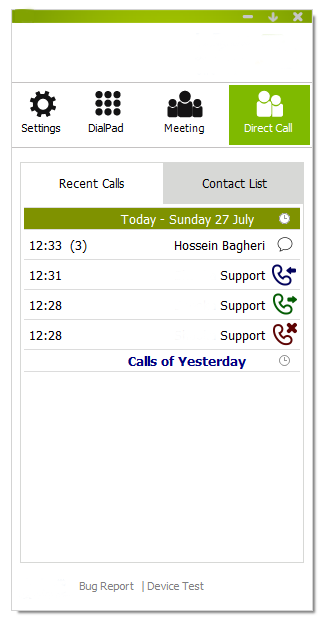 Settings DialPad Meeting Direct Call
Recent Calls Contact List
Today - Sunday 27 July
12:33 (3) Hossein Bagheri
12:31 Support
12:28 Support
12:28 Support
Calls of Yesterday
Bug Report | Device Test